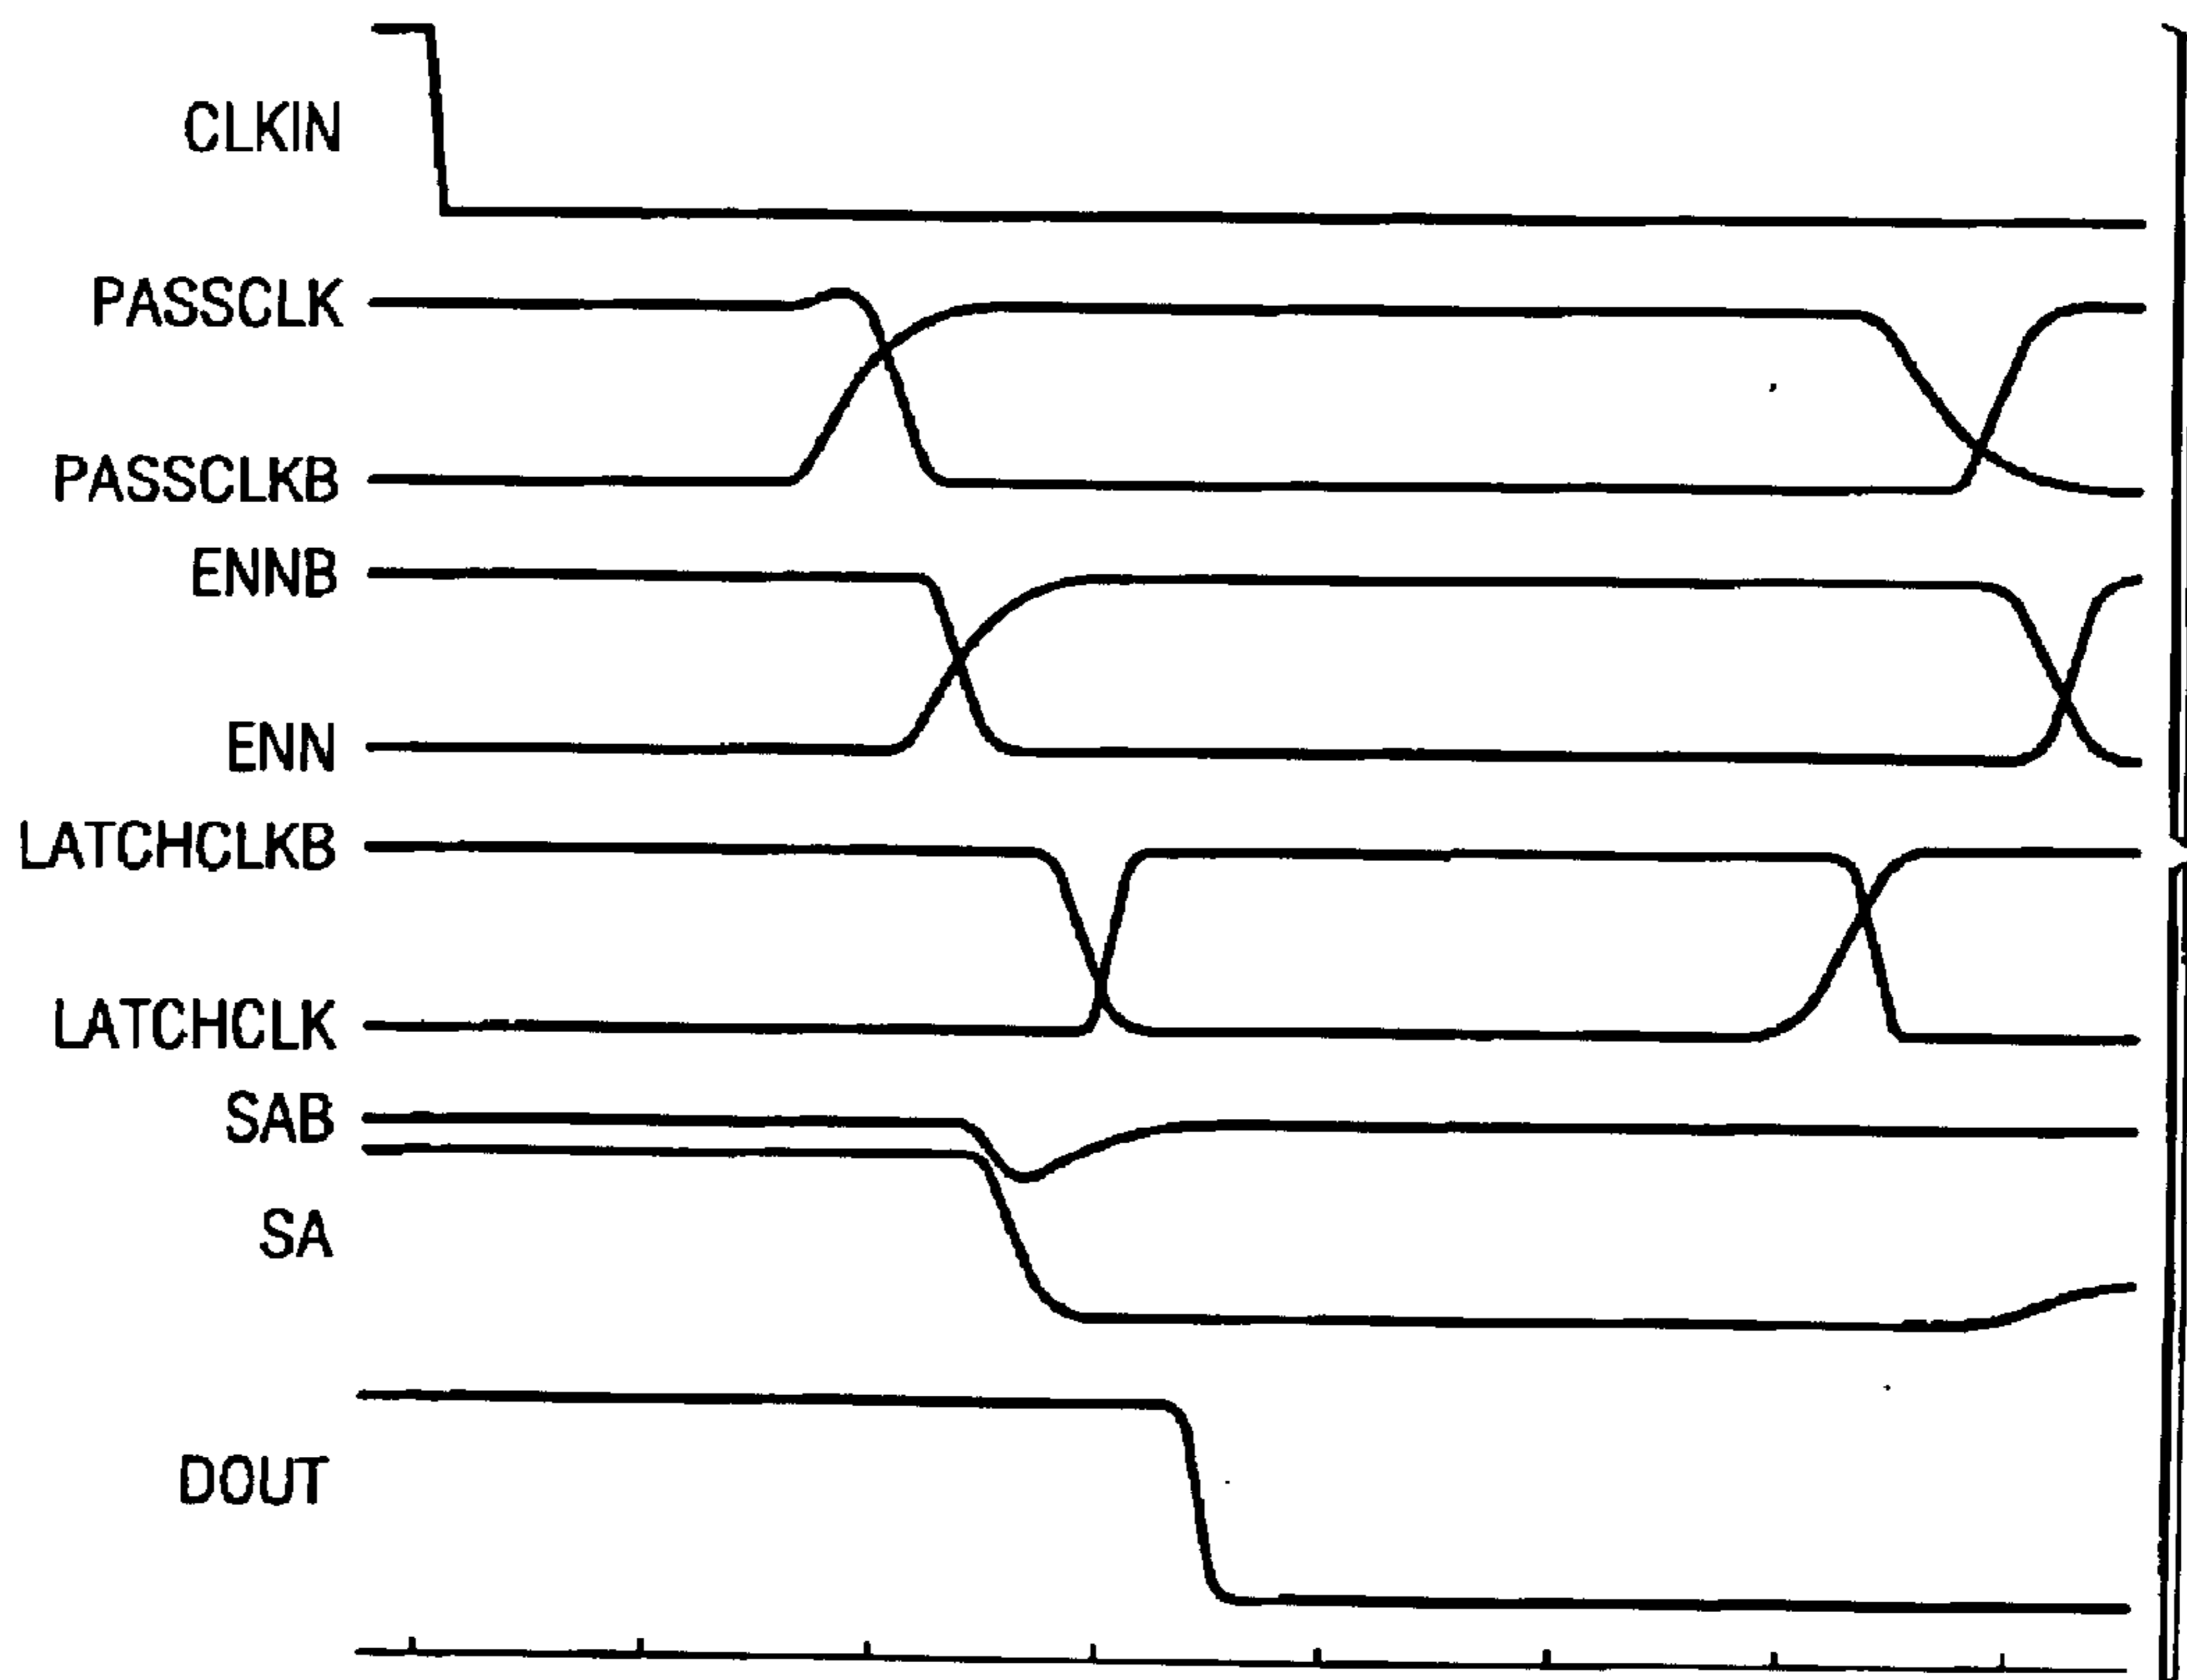 CLKIN
PASSCLK
PASSCLKB
ENNB
ENN
LATCHCLKB
LATCHCLK
SAB
SA
DOUT